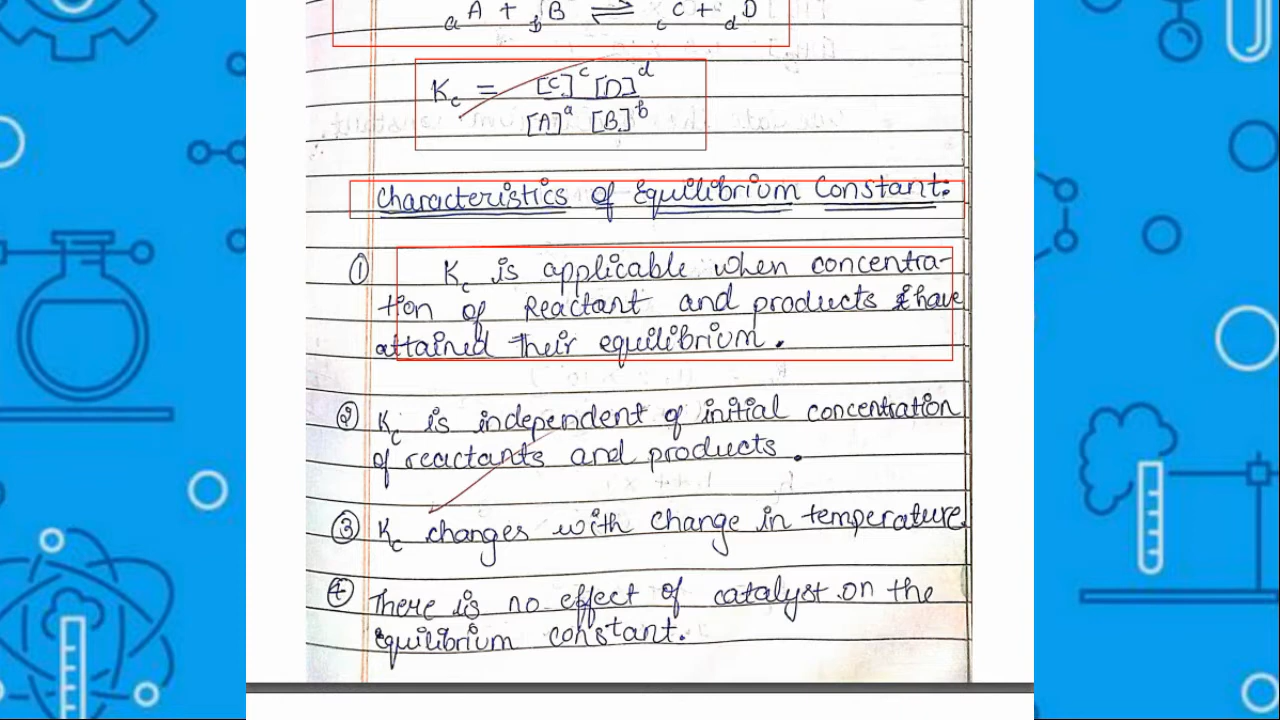 aA + bB ⇌ cC + dD
Kc = [C]^c [D]^d
[A]^a [B]^b
Characteristics of Equilibrium Constant:
① Kc is applicable when concentra-
tion of Reactant and products have
attained their equilibrium.
② Kc is independent of initial concentration
of reactants and products.
③ Kc changes with change in temperature.
④ There is no effect of catalyst on the
equilibrium constant.